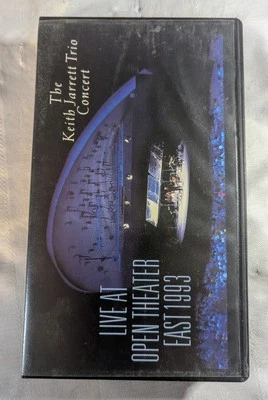 The
Keith Jarrett Trio
Concert
LIVE AT
OPEN THEATER
EAST 1993